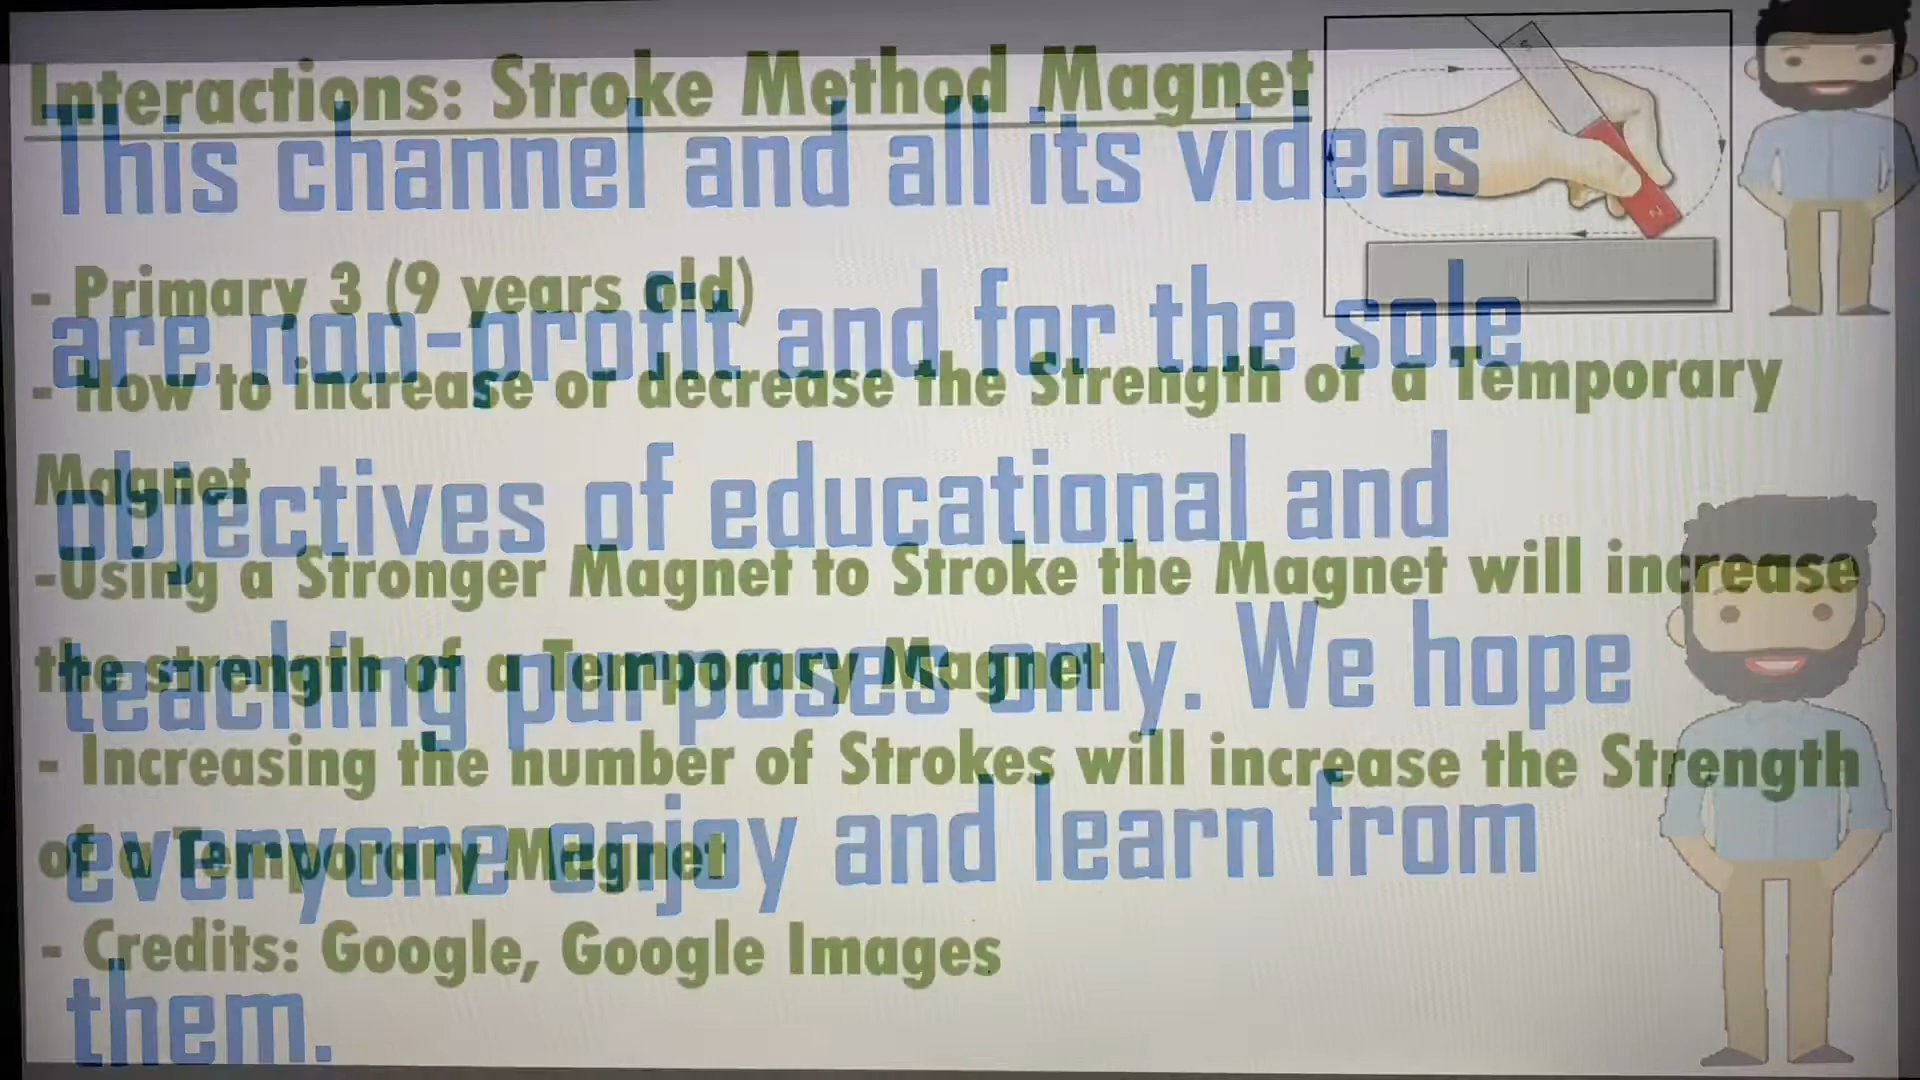 Interactions: Stroke Method Magnet
- Primary 3 (9 years old)
- How to increase or decrease the Strength of a Temporary
Magnet
-Using a Stronger Magnet to Stroke the Magnet will increase
the strength of a Temporary Magnet
- Increasing the number of Strokes will increase the Strength
of a Temporary Magnet
- Credits: Google, Google Images
This channel and all its videos
are non-profit and for the sole
objectives of educational and
teaching purposes only. We hope
everyone enjoy and learn from
them.
S
N